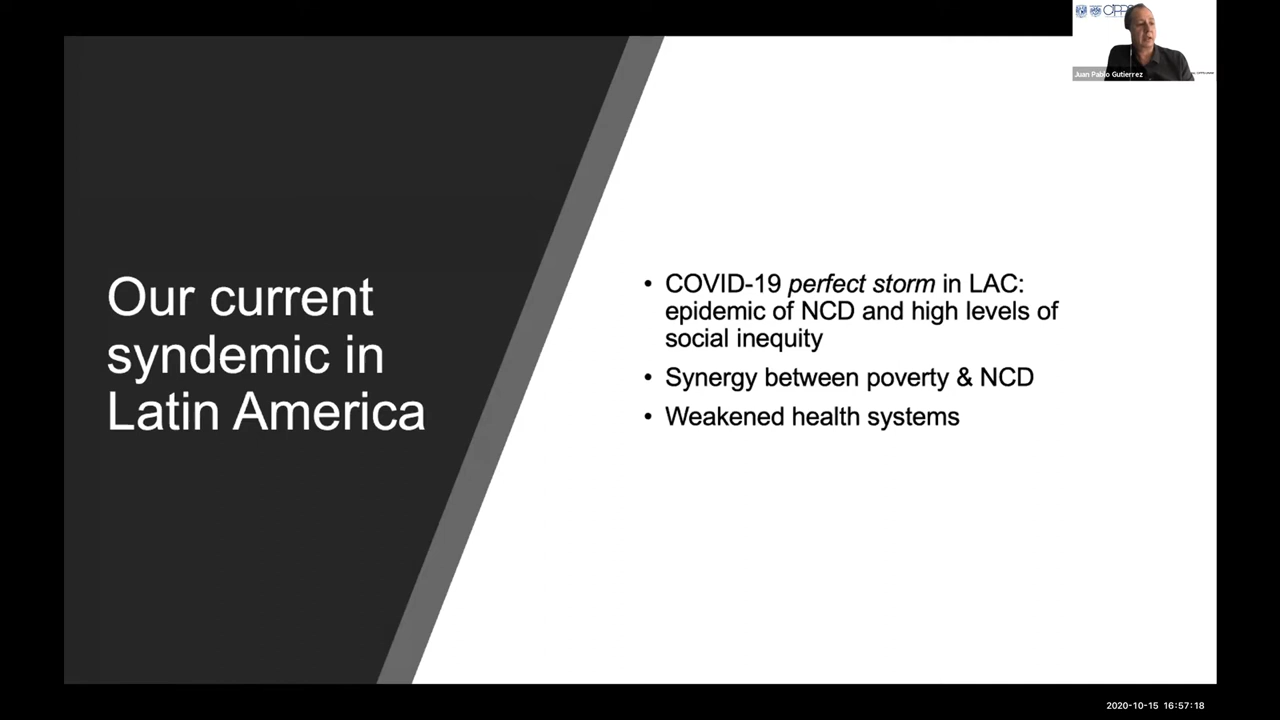 Juan Pablo Gutierrez
Our current
syndemic in
Latin America
• COVID-19 perfect storm in LAC:
epidemic of NCD and high levels of
social inequity
• Synergy between poverty & NCD
• Weakened health systems
2020-10-15 16:57:18